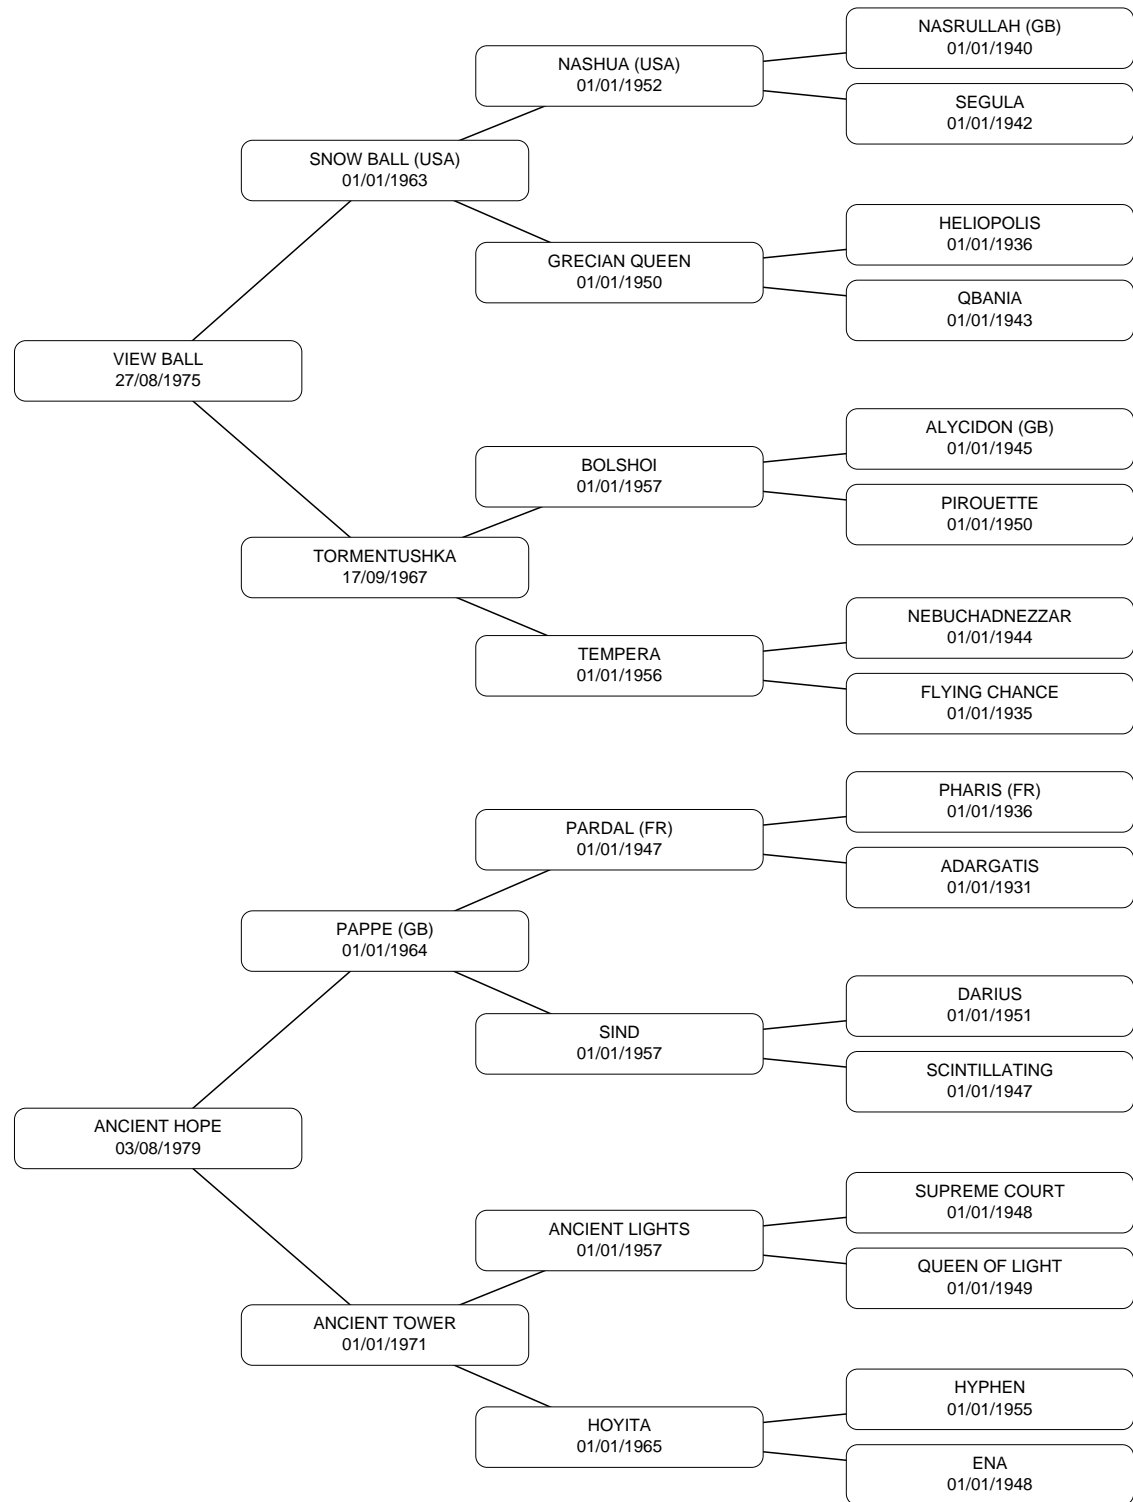 NASRULLAH (GB)
01/01/1940
NASHUA (USA)
01/01/1952
SEGULA
01/01/1942
SNOW BALL (USA)
01/01/1963
HELIOPOLIS
01/01/1936
GRECIAN QUEEN
01/01/1950
QBANIA
01/01/1943
VIEW BALL
27/08/1975
ALYCIDON (GB)
01/01/1945
BOLSHOI
01/01/1957
PIROUETTE
01/01/1950
TORMENTUSHKA
17/09/1967
NEBUCHADNEZZAR
01/01/1944
TEMPERA
01/01/1956
FLYING CHANCE
01/01/1935
PHARIS (FR)
01/01/1936
PARDAL (FR)
01/01/1947
ADARGATIS
01/01/1931
PAPPE (GB)
01/01/1964
DARIUS
01/01/1951
SIND
01/01/1957
SCINTILLATING
01/01/1947
ANCIENT HOPE
03/08/1979
SUPREME COURT
01/01/1948
ANCIENT LIGHTS
01/01/1957
QUEEN OF LIGHT
01/01/1949
ANCIENT TOWER
01/01/1971
HYPHEN
01/01/1955
HOYITA
01/01/1965
ENA
01/01/1948